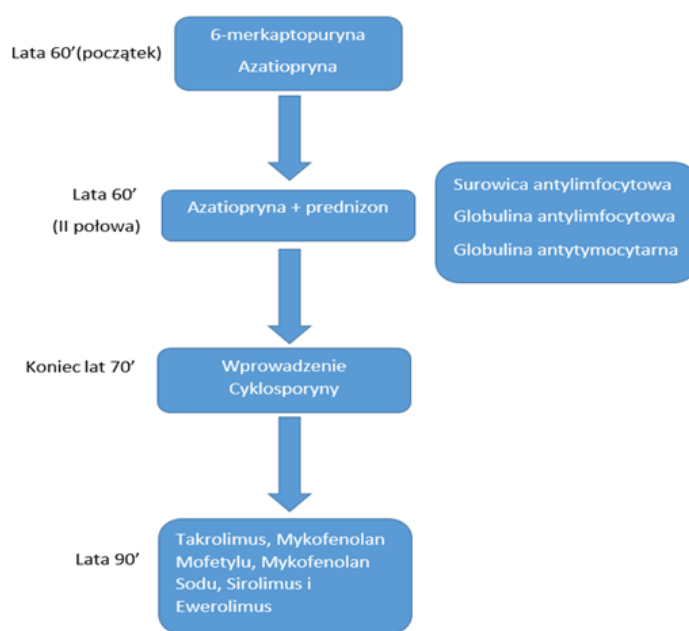 Lata 60’(początek)
6-merkaptopuryna
Azatiopryna
Lata 60’
(II połowa)
Azatiopryna + prednizon
Surowica antylimfocytowa
Globulina antylimfocytowa
Globulina antytymocytarna
Koniec lat 70’
Wprowadzenie
Cyklosporyny
Lata 90’
Takrolimus, Mykofenolan
Mofetylu, Mykofenolan
Sodu, Sirolimus i
Ewerolimus